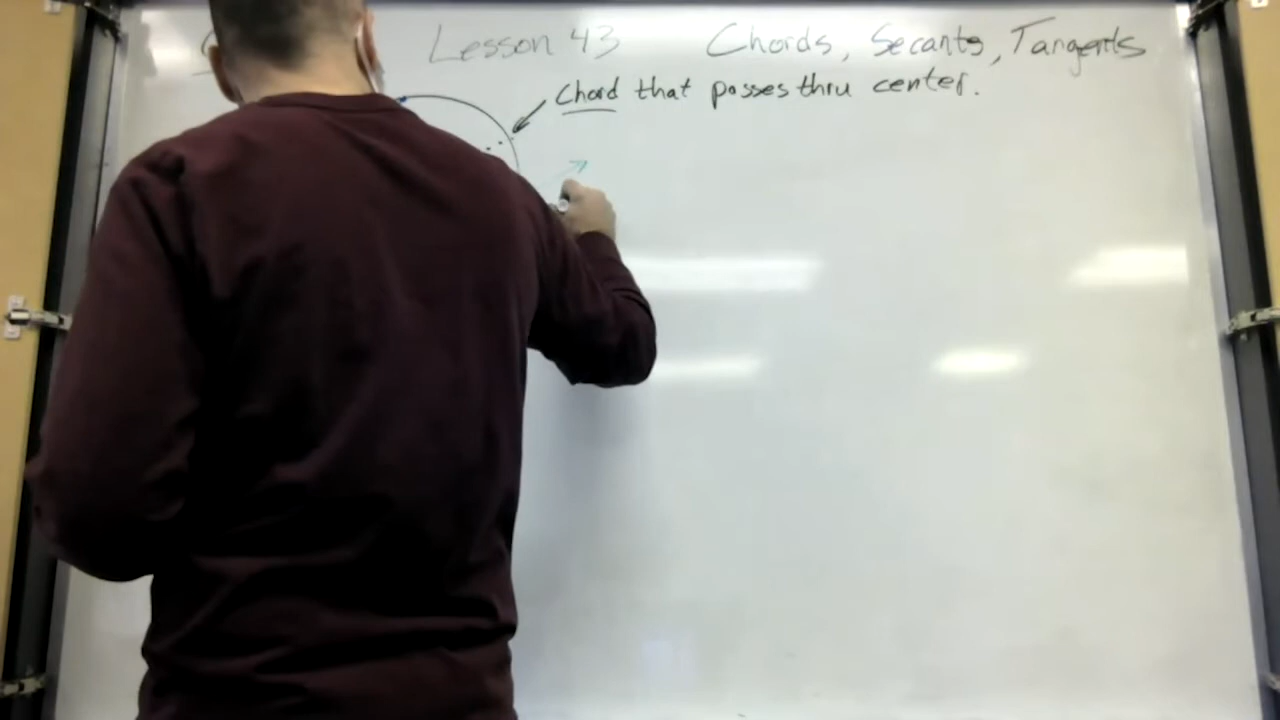 Lesson 43 Chords, Secants, Tangents
Chord that passes thru center.